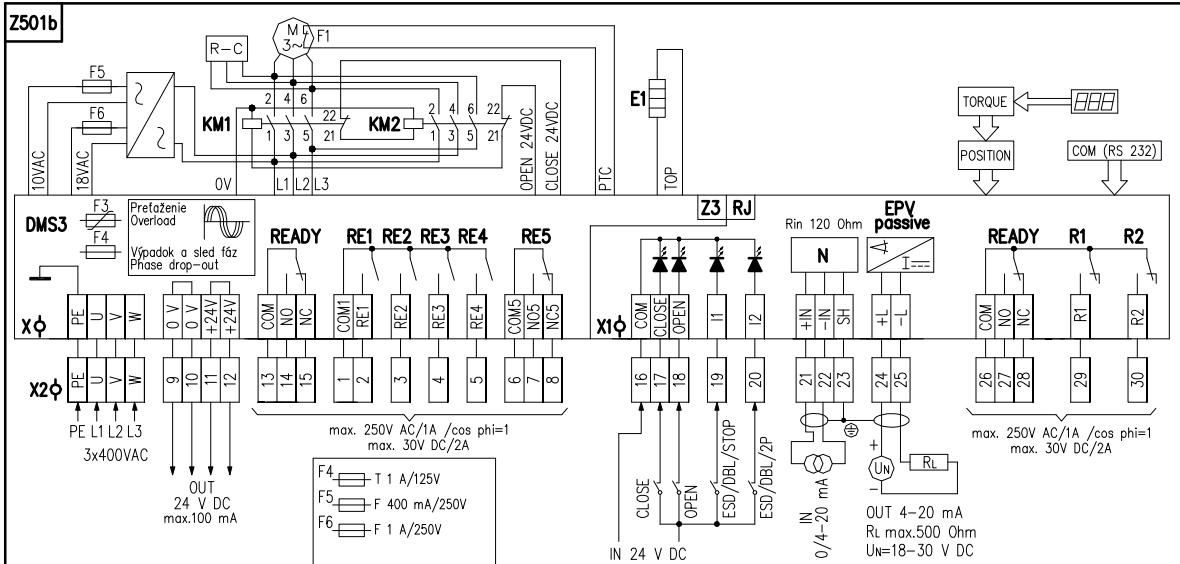 Z501b
R-C
M
3~
F1
F5
F6
2 4 6
22
KM1
1 3 5
21
KM2
2 4 6
22
1 3 5
21
E1
TORQUE
POSITION
COM (RS 232)
10VAC
18VAC
0V
L1 L2 L3
OPEN 24VDC
CLOSE 24VDC
PTC
TOP
DMS3
F3
F4
Preťaženie
Overload
Výpadok a sled fáz
Phase drop-out
READY
RE1 RE2 RE3 RE4
RE5
Z3 RJ
Rin 120 Ohm
N
EPV
passive
READY
R1
R2
X
PE
U
V
W
0 V
0 V
+24V
+24V
COM
NO
NC
COM1
RE1
RE2
RE3
RE4
COM5
NO5
NC5
X1
COM
CLOSE
OPEN
I1
I2
+IN
-IN
SH
+L
-L
COM
NO
NC
R1
R2
X2
PE
U
V
W
9
10
11
12
13
14
15
1
2
3
4
5
6
7
8
16
17
18
19
20
21
22
23
24
25
26
27
28
29
30
PE L1 L2 L3
3x400VAC
OUT
24 V DC
max.100 mA
max. 250V AC/1A /cos phi=1
max. 30V DC/2A
F4 T 1 A/125V
F5 F 400 mA/250V
F6 F 1 A/250V
CLOSE
OPEN
ESD/DBL/STOP
ESD/DBL/2P
IN 24 V DC
IN
0/4-20 mA
+
UN
-
RL
OUT 4-20 mA
RL max.500 Ohm
UN=18-30 V DC
max. 250V AC/1A /cos phi=1
max. 30V DC/2A